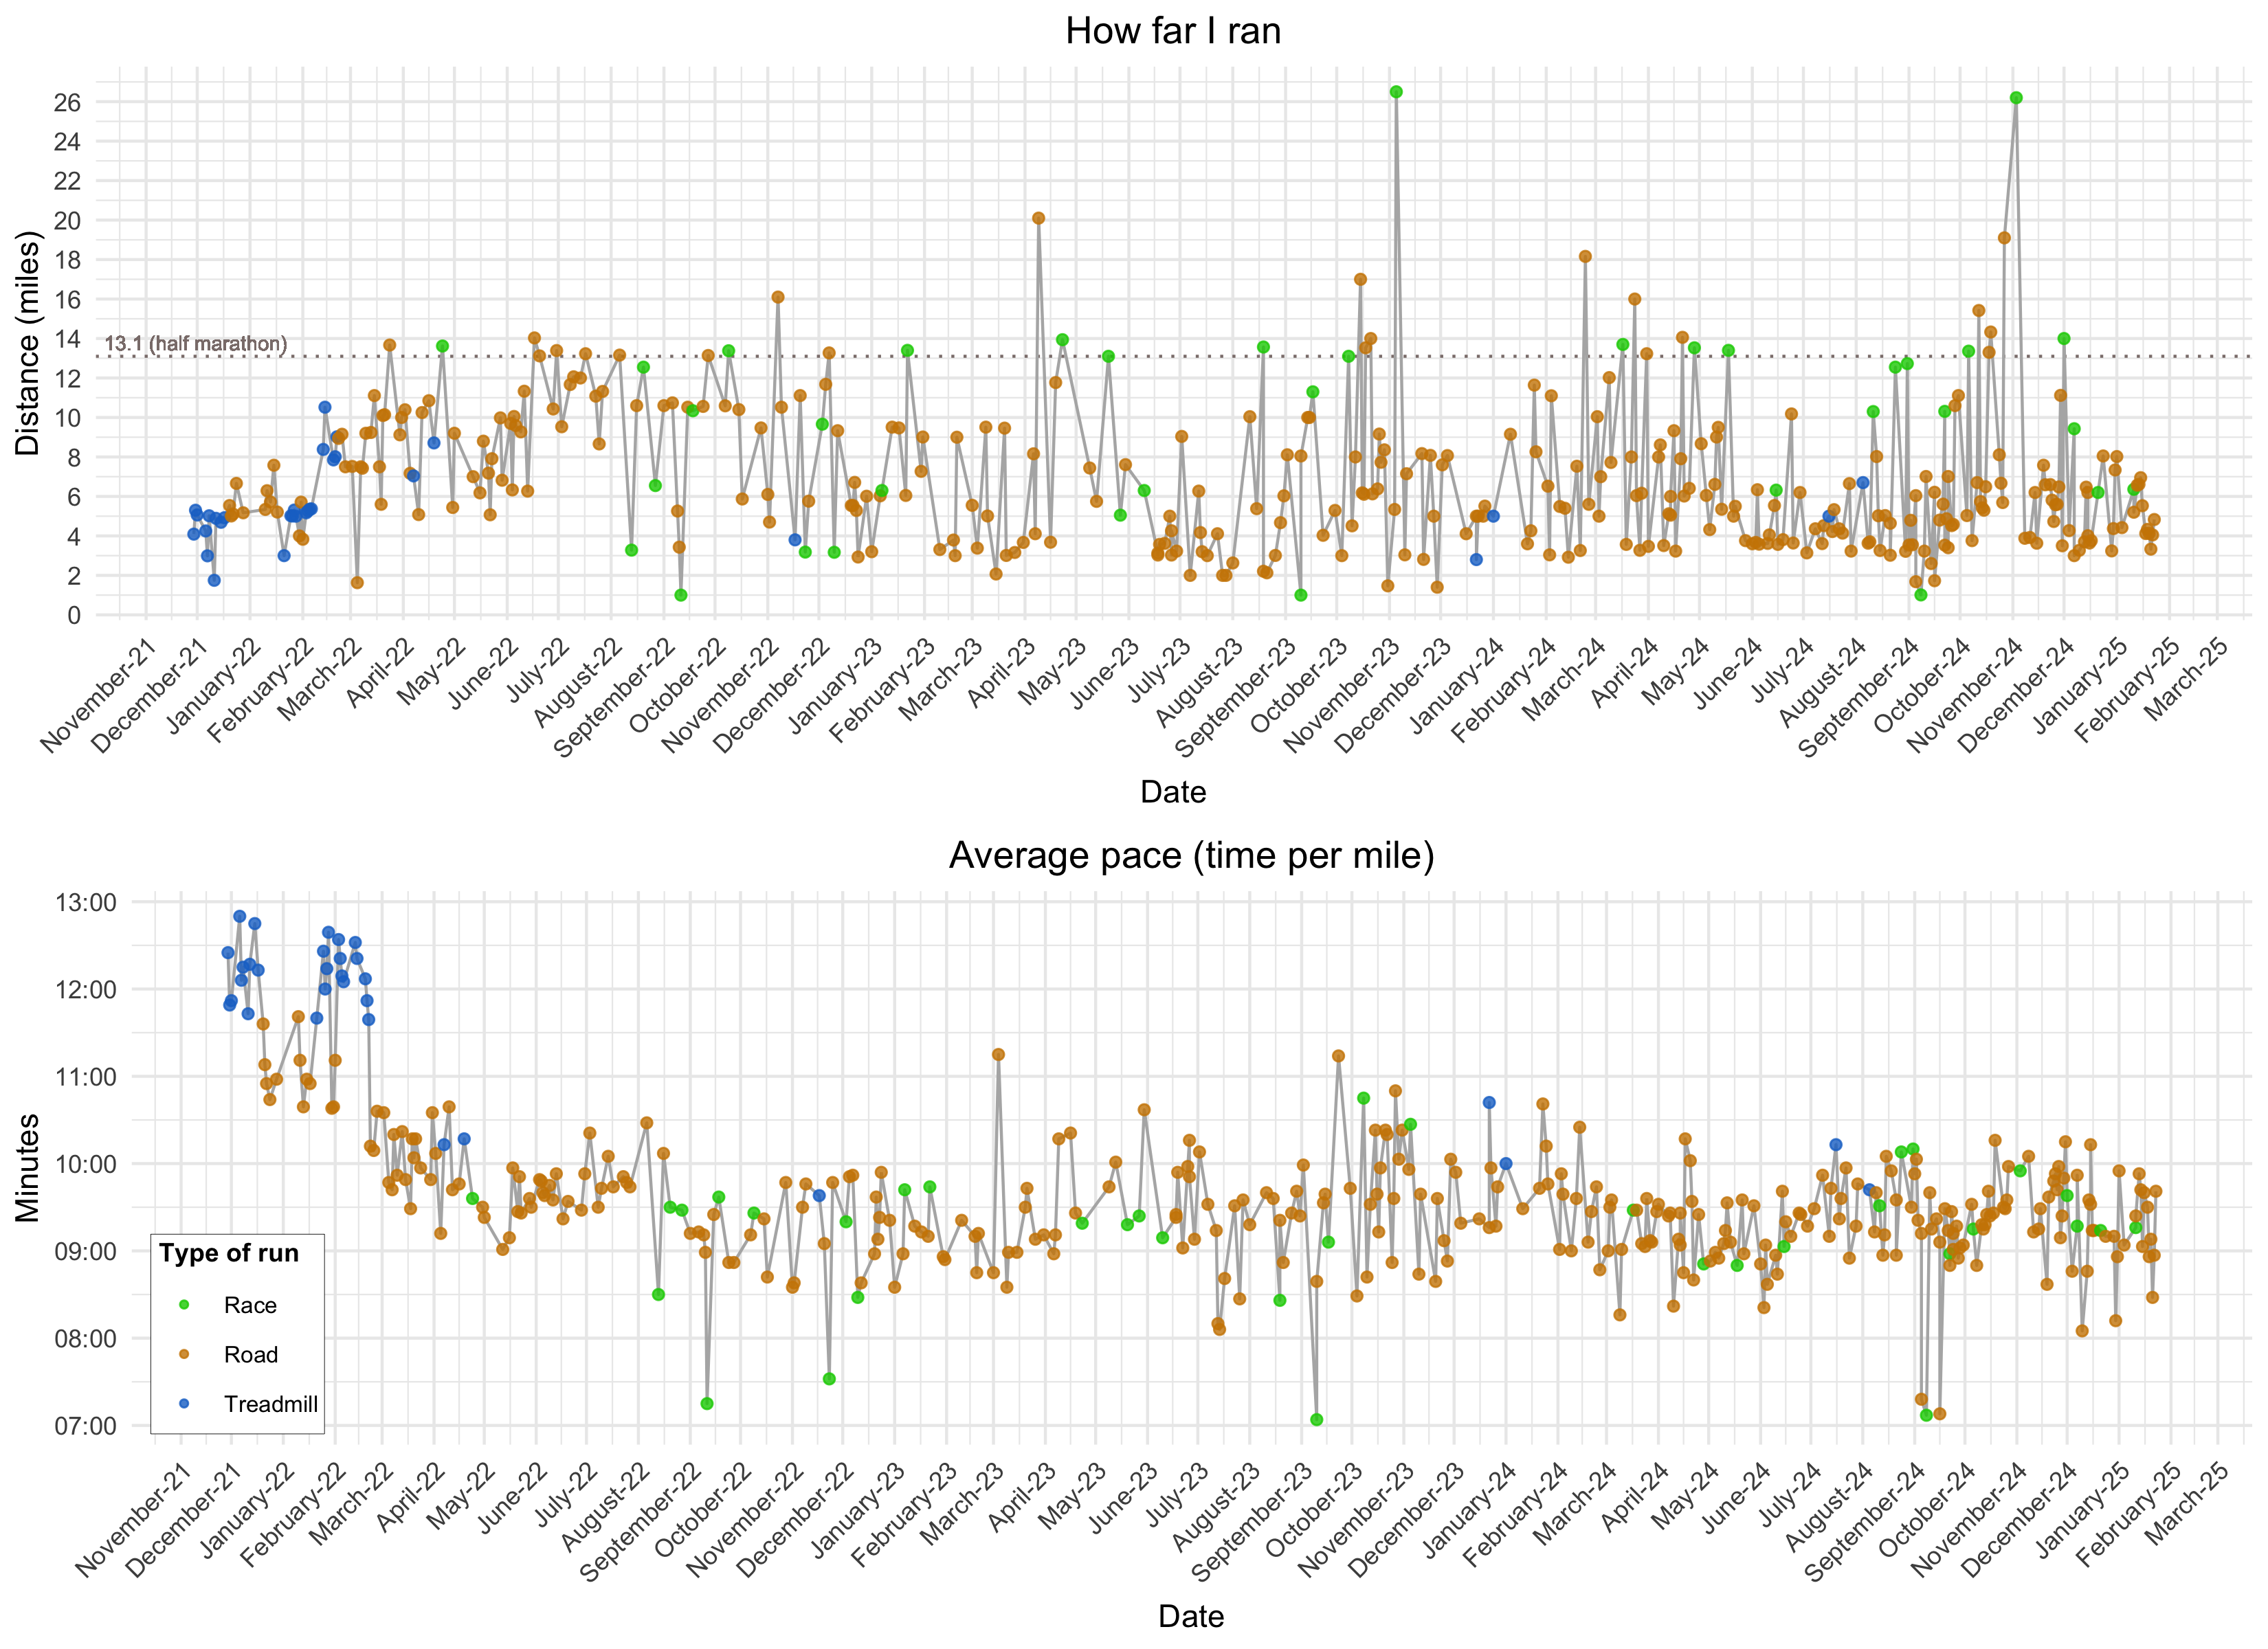 How far I ran
Distance (miles)
26
24
22
20
18
16
14
12
10
8
6
4
2
0
13.1 (half marathon)
November-21
December-21
January-22
February-22
March-22
April-22
May-22
June-22
July-22
August-22
September-22
October-22
November-22
December-22
January-23
February-23
March-23
April-23
May-23
June-23
July-23
August-23
September-23
October-23
November-23
December-23
January-24
February-24
March-24
April-24
May-24
June-24
July-24
August-24
September-24
October-24
November-24
December-24
January-25
February-25
March-25
Date
Average pace (time per mile)
Minutes
13:00
12:00
11:00
10:00
09:00
08:00
07:00
Type of run
Race
Road
Treadmill
November-21
December-21
January-22
February-22
March-22
April-22
May-22
June-22
July-22
August-22
September-22
October-22
November-22
December-22
January-23
February-23
March-23
April-23
May-23
June-23
July-23
August-23
September-23
October-23
November-23
December-23
January-24
February-24
March-24
April-24
May-24
June-24
July-24
August-24
September-24
October-24
November-24
December-24
January-25
February-25
March-25
Date